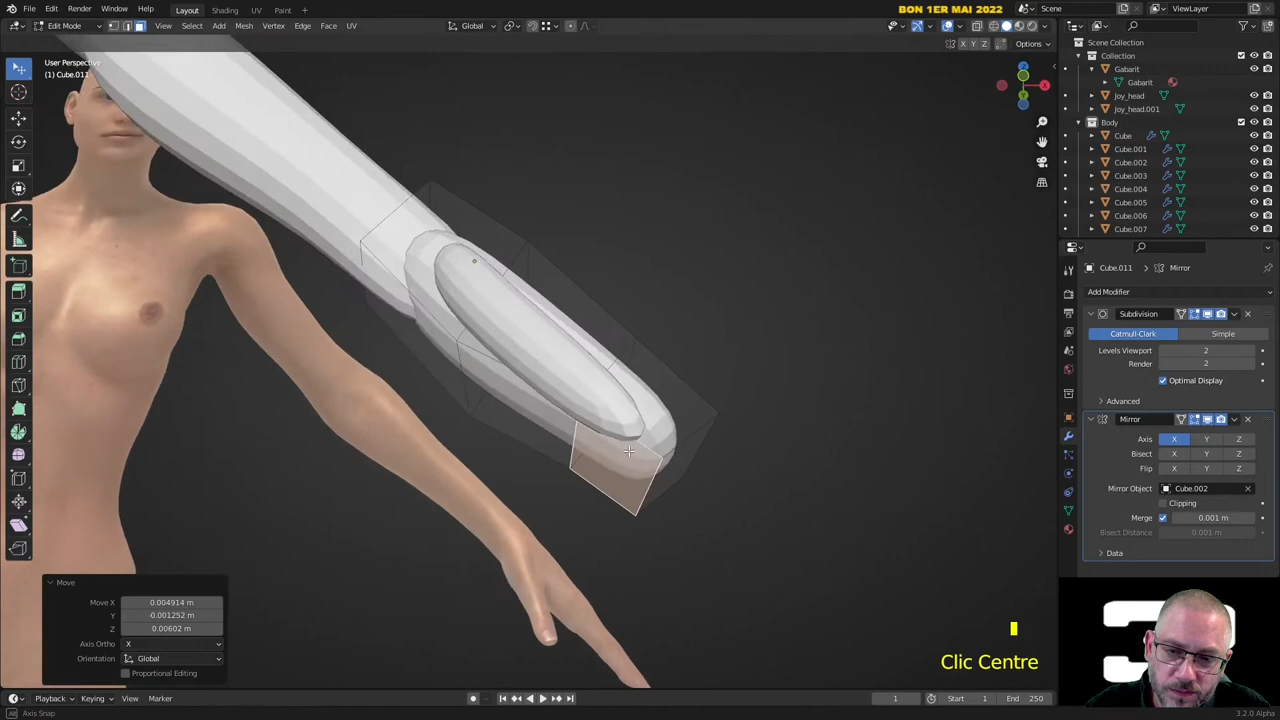 File Edit Render Window Help Layout Shading UV Paint + BON 1ER MAI 2022 Scene ViewLayer
Edit Mode View Select Add Mesh Vertex Edge Face UV Global
X Y Z Options
User Perspective
(1) Cube.011
Scene Collection
Collection
Gabarit
Gabarit
Joy_head
Joy_head.001
Body
Cube
Cube.001
Cube.002
Cube.003
Cube.004
Cube.005
Cube.006
Cube.007
Cube.011 > Mirror
Add Modifier
Subdivision
Catmull-Clark Simple
Levels Viewport 2
Render 2
Optimal Display
Advanced
Mirror
Axis X Y Z
Bisect X Y Z
Flip X Y Z
Mirror Object Cube.002
Clipping
Merge 0.001 m
Bisect Distance 0.001 m
Data
Move
Move X 0.004914 m
Y -0.001252 m
Z 0.00602 m
Axis Ortho X
Orientation Global
Proportional Editing
Clic Centre
Playback Keying View Marker 1 Start 1 End 250
Axis Snap 3.2.0 Alpha